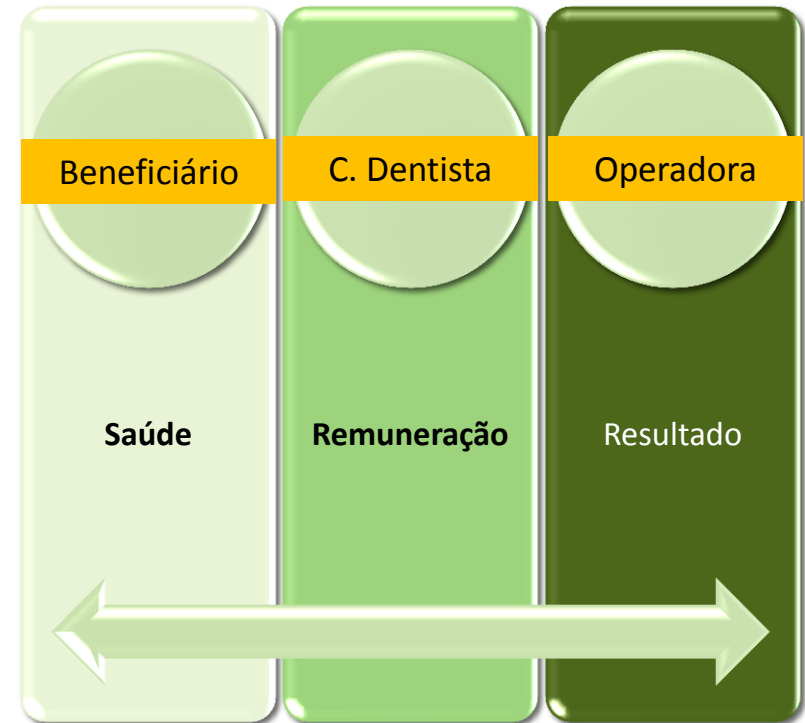 Beneficiário
C. Dentista
Operadora
Saúde
Remuneração
Resultado